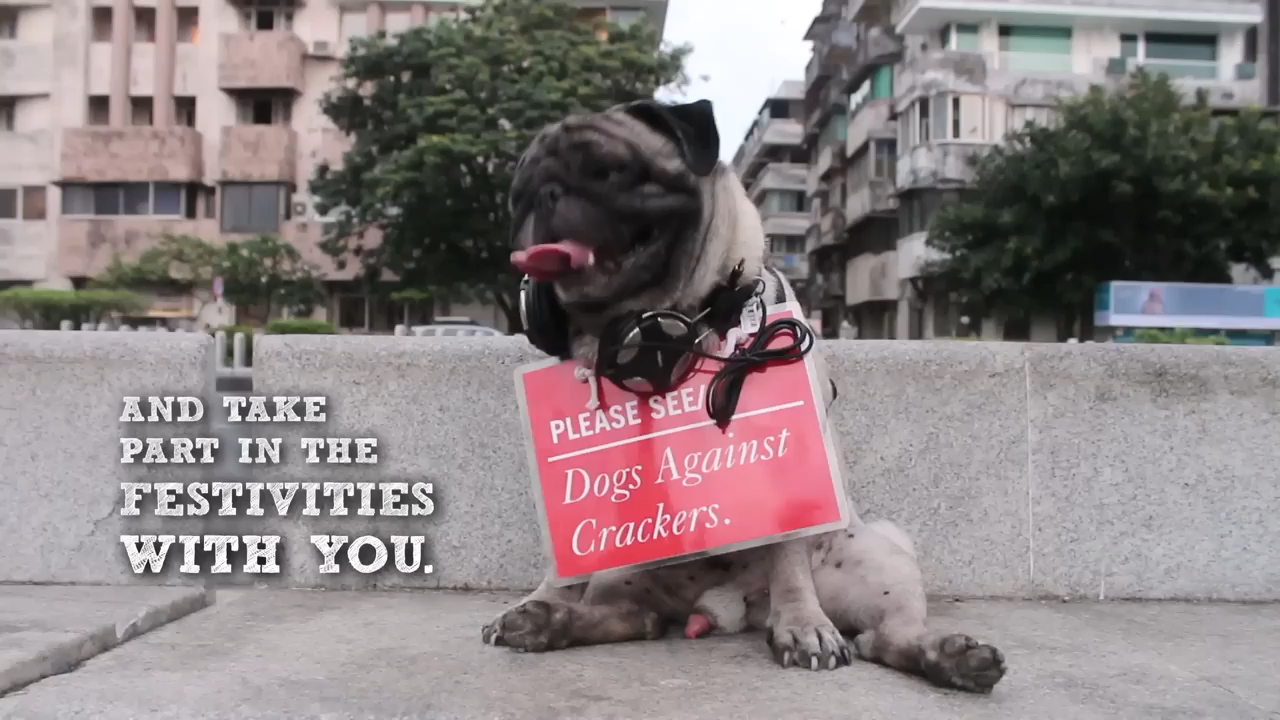 AND TAKE
PART IN THE
FESTIVITIES
WITH YOU.
PLEASE SEE/
Dogs Against
Crackers.